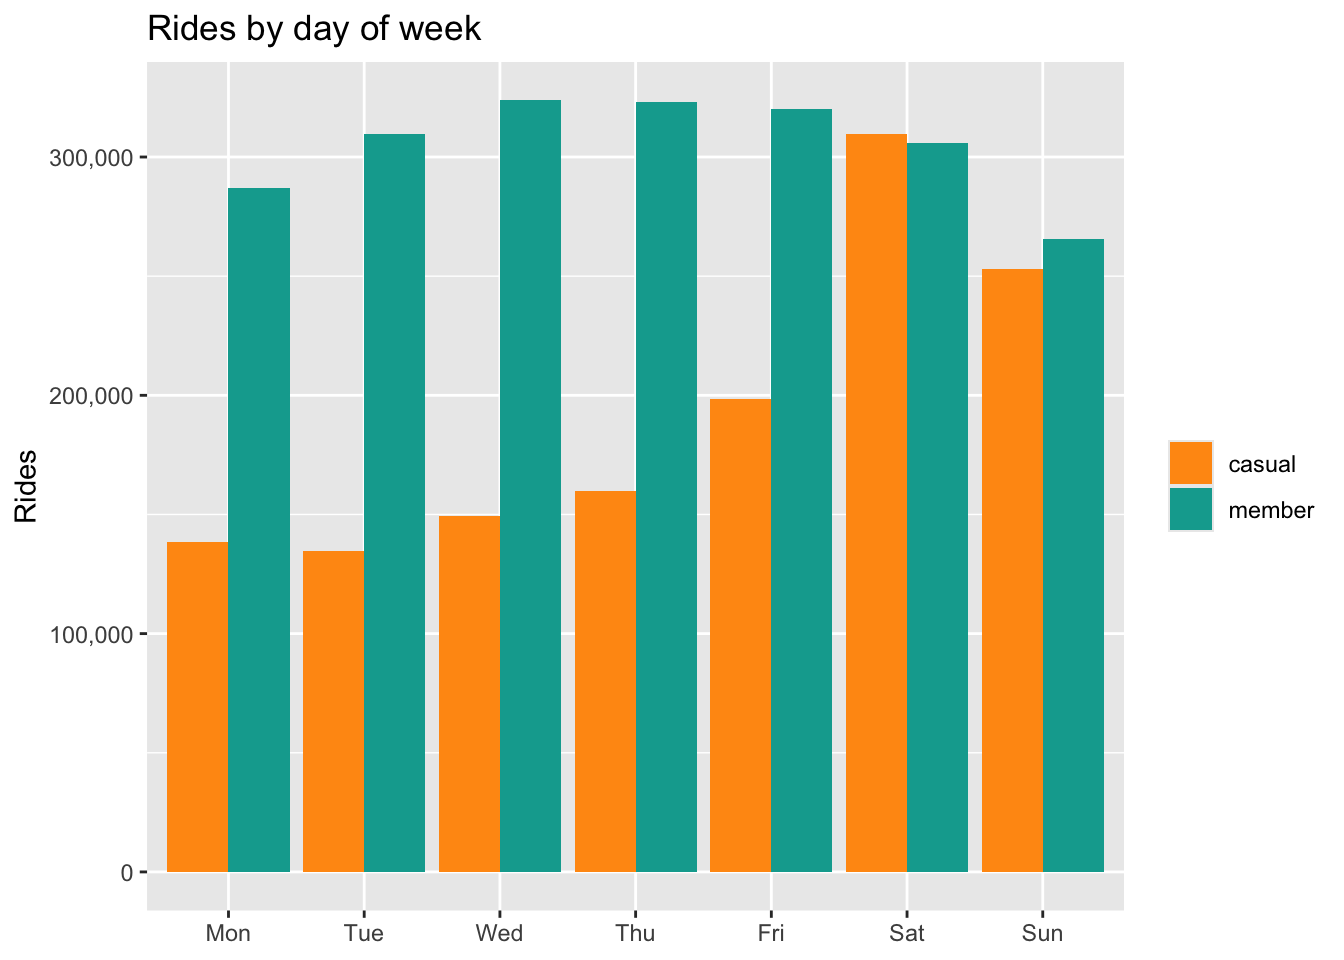 Rides by day of week
Rides
300,000
200,000
100,000
0
Mon Tue Wed Thu Fri Sat Sun
casual
member